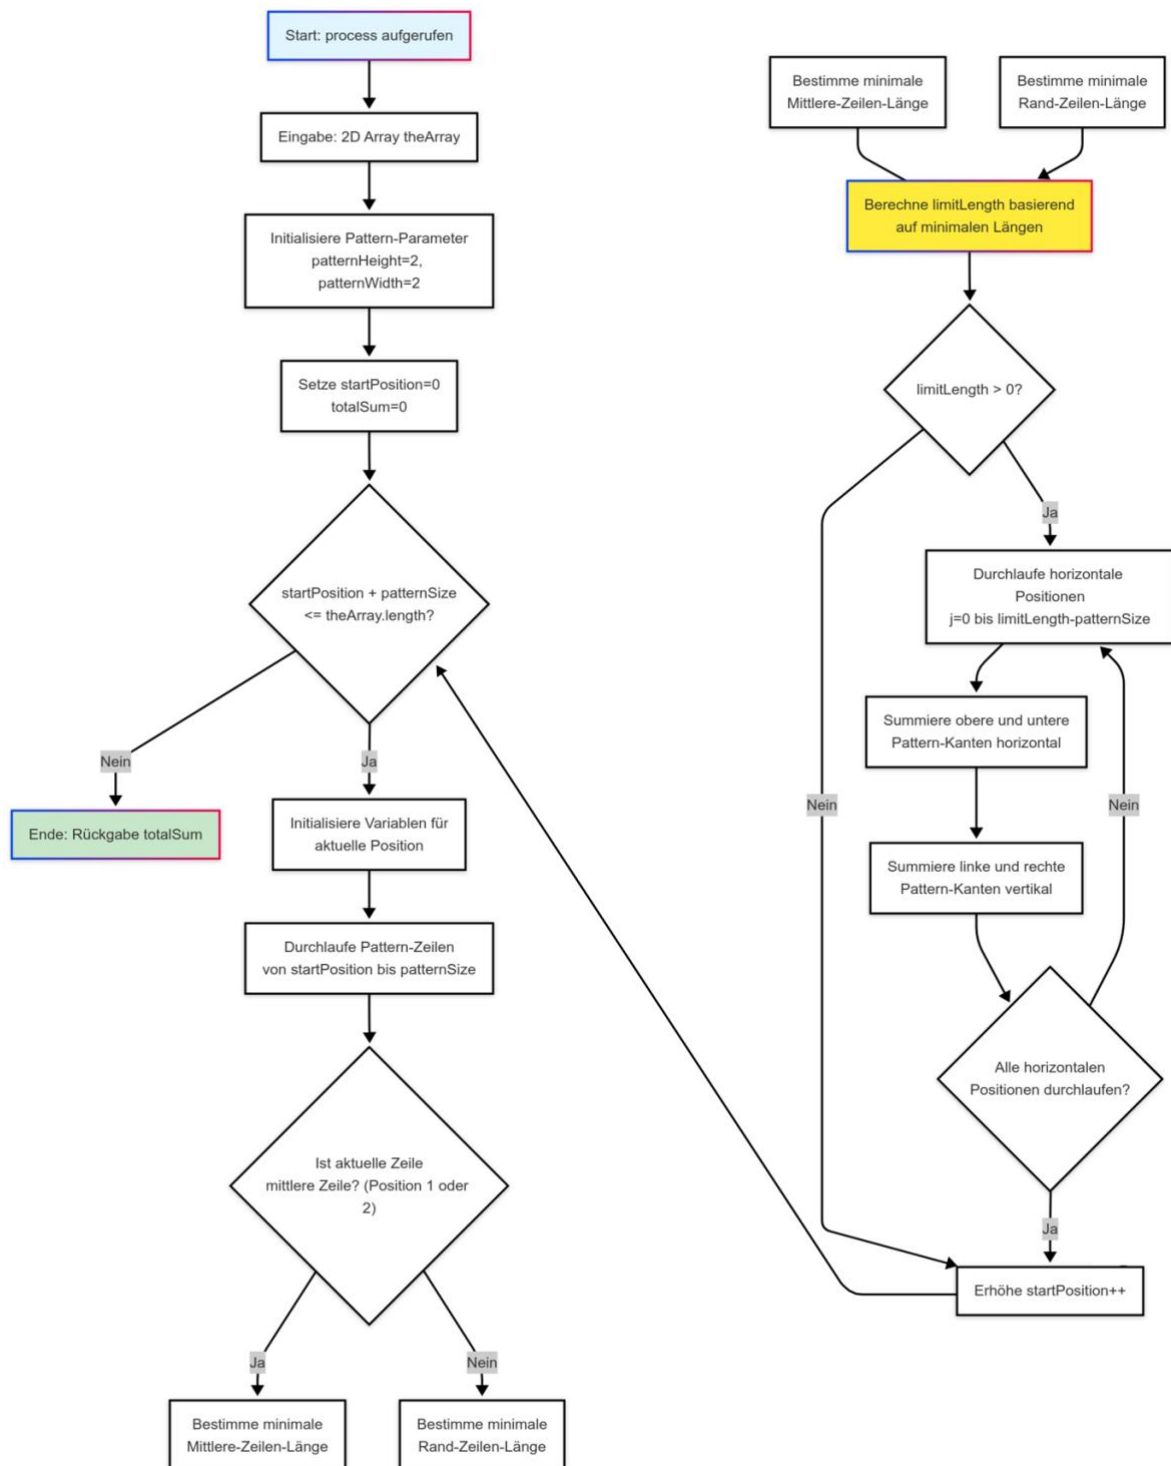 Start: process aufgerufen
Eingabe: 2D Array theArray
Initialisiere Pattern-Parameter
patternHeight=2,
patternWidth=2
Setze startPosition=0
totalSum=0
startPosition + patternSize
<= theArray.length?
Nein
Ja
Ende: Rückgabe totalSum
Initialisiere Variablen für
aktuelle Position
Durchlaufe Pattern-Zeilen
von startPosition bis patternSize
Ist aktuelle Zeile
mittlere Zeile? (Position 1 oder
2)
Ja
Nein
Bestimme minimale
Mittlere-Zeilen-Länge
Bestimme minimale
Rand-Zeilen-Länge
Bestimme minimale
Mittlere-Zeilen-Länge
Bestimme minimale
Rand-Zeilen-Länge
Berechne limitLength basierend
auf minimalen Längen
limitLength > 0?
Ja
Durchlaufe horizontale
Positionen
j=0 bis limitLength-patternSize
Summiere obere und untere
Pattern-Kanten horizontal
Nein
Nein
Summiere linke und rechte
Pattern-Kanten vertikal
Alle horizontalen
Positionen durchlaufen?
Ja
Erhöhe startPosition++